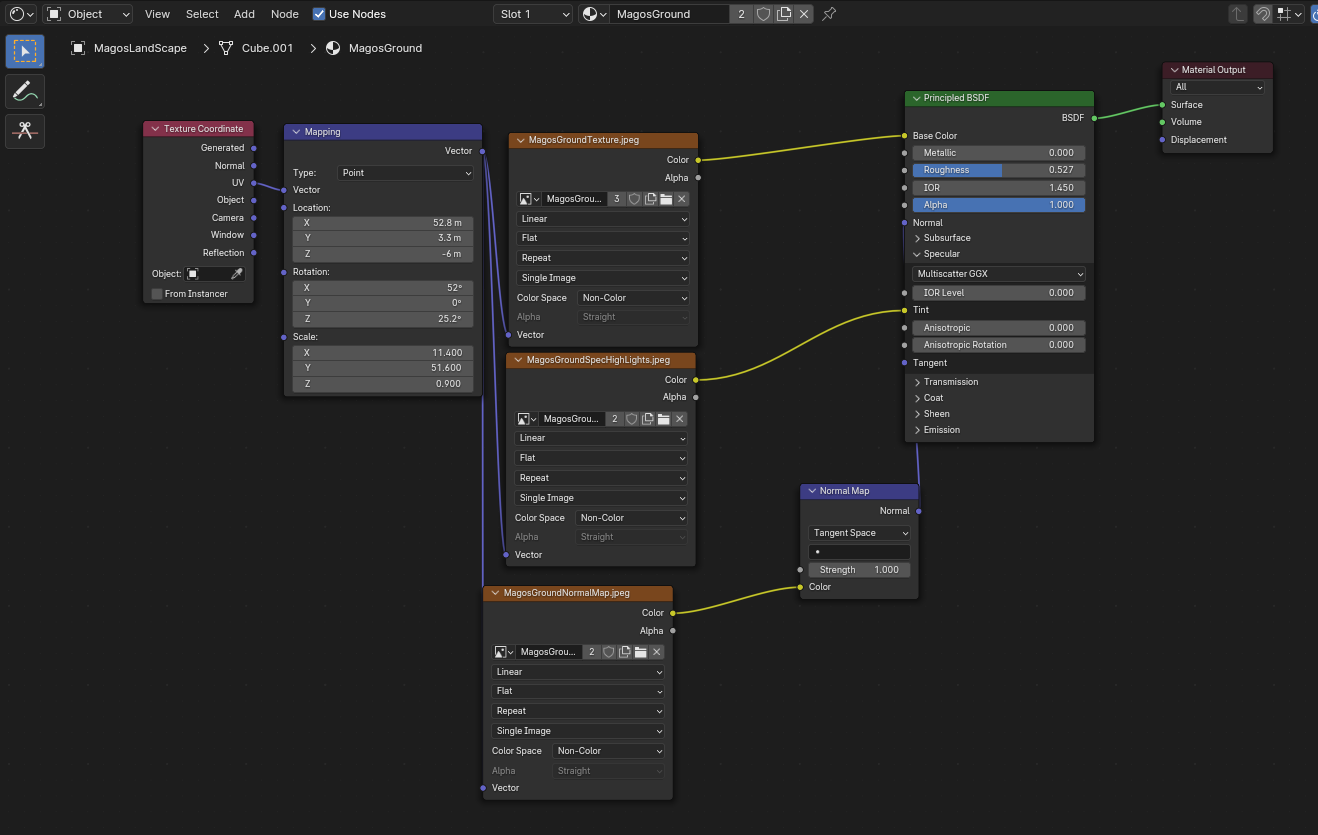 Object View Select Add Node Use Nodes Slot 1 MagosGround 2
MagosLandScape > Cube.001 > MagosGround
Texture Coordinate
Generated
Normal
UV
Object
Camera
Window
Reflection
Object:
From Instancer
Mapping
Vector
Type: Point
Vector
Location:
X 52.8 m
Y 3.3 m
Z -6 m
Rotation:
X 52°
Y 0°
Z 25.2°
Scale:
X 11.400
Y 51.600
Z 0.900
MagosGroundTexture.jpeg
Color
Alpha
MagosGrou... 3
Linear
Flat
Repeat
Single Image
Color Space Non-Color
Alpha Straight
Vector
MagosGroundSpecHighLights.jpeg
Color
Alpha
MagosGrou... 2
Linear
Flat
Repeat
Single Image
Color Space Non-Color
Alpha Straight
Vector
MagosGroundNormalMap.jpeg
Color
Alpha
MagosGrou... 2
Linear
Flat
Repeat
Single Image
Color Space Non-Color
Alpha Straight
Vector
Normal Map
Normal
Tangent Space
Strength 1.000
Color
Principled BSDF
BSDF
Base Color
Metallic 0.000
Roughness 0.527
IOR 1.450
Alpha 1.000
Normal
Subsurface
Specular
Multiscatter GGX
IOR Level 0.000
Tint
Anisotropic 0.000
Anisotropic Rotation 0.000
Tangent
Transmission
Coat
Sheen
Emission
Material Output
All
Surface
Volume
Displacement